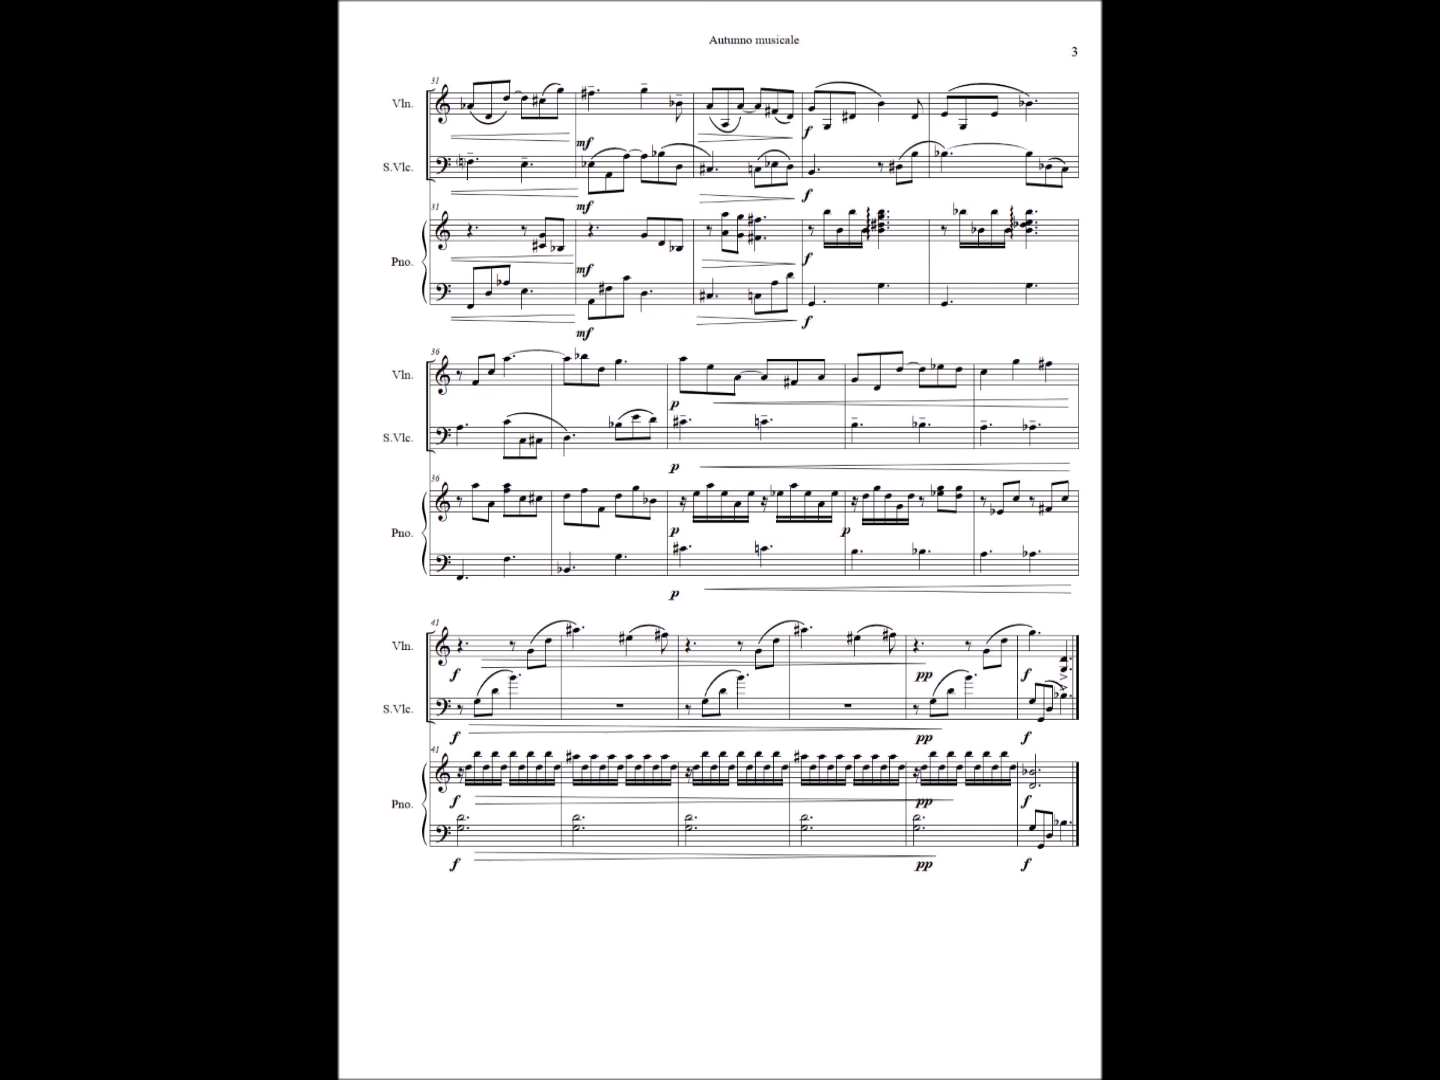 Autunno musicale
3
31
Vln.
mf
f
S.Vlc.
mf
f
31
Pno.
mf
f
mf
f
36
Vln.
p
S.Vlc.
p
36
Pno.
p
p
p
41
Vln.
f
pp
f
S.Vlc.
f
pp
f
41
Pno.
f
pp
f
f
pp
f